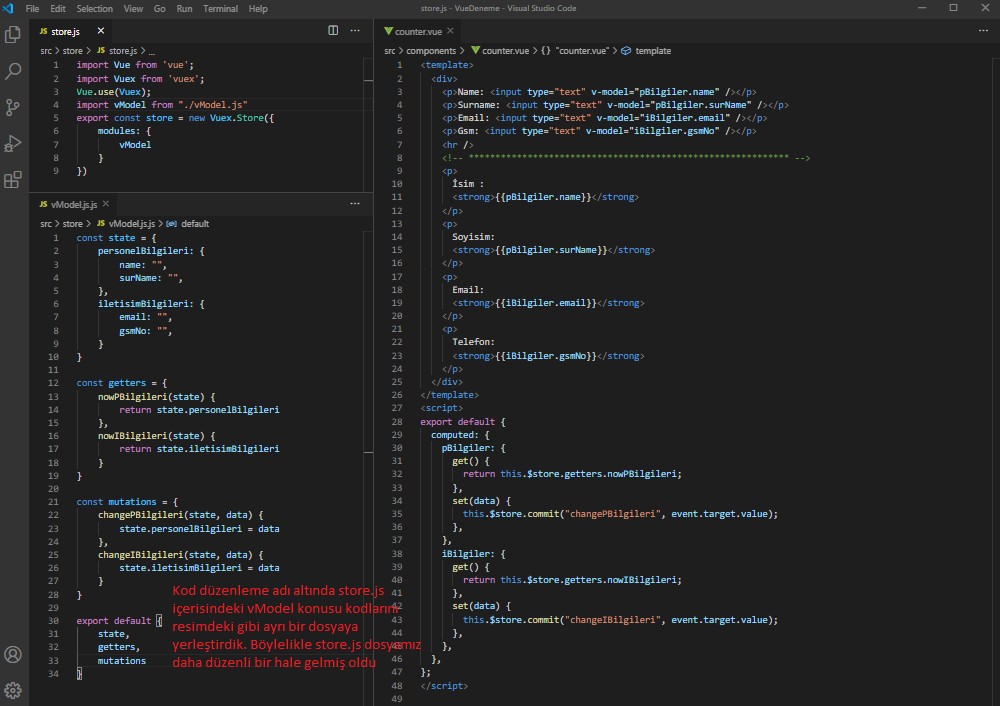 File Edit Selection View Go Run Terminal Help store.js - VueDeneme - Visual Studio Code
JS store.js ×
src > store > JS store.js > ...
1 import Vue from 'vue';
2 import Vuex from 'vuex';
3 Vue.use(Vuex);
4 import vModel from "./vModel.js"
5 export const store = new Vuex.Store({
6 modules: {
7 vModel
8 }
9 })
JS vModel.js.js ×
src > store > JS vModel.js.js > default
1 const state = {
2 personelBilgileri: {
3 name: "",
4 surName: "",
5 },
6 iletisimBilgileri: {
7 email: "",
8 gsmNo: "",
9 }
10 }
11
12 const getters = {
13 nowPBilgileri(state) {
14 return state.personelBilgileri
15 },
16 nowIBilgileri(state) {
17 return state.iletisimBilgileri
18 }
19 }
20
21 const mutations = {
22 changePBilgileri(state, data) {
23 state.personelBilgileri = data
24 },
25 changeIBilgileri(state, data) {
26 state.iletisimBilgileri = data
27 }
28 }
29
30 export default {
31 state,
32 getters,
33 mutations
34 }
Kod düzenleme adı altında store.js
içerisindeki vModel konusu kodlarını
resimdeki gibi ayrı bir dosyaya
yerleştirdik. Böylelikle store.js dosyamız
daha düzenli bir hale gelmiş oldu
counter.vue ×
src > components > counter.vue > {} "counter.vue" > template
1 <template>
2 <div>
3 <p>Name: <input type="text" v-model="pBilgiler.name" /></p>
4 <p>Surname: <input type="text" v-model="pBilgiler.surName" /></p>
5 <p>Email: <input type="text" v-model="iBilgiler.email" /></p>
6 <p>Gsm: <input type="text" v-model="iBilgiler.gsmNo" /></p>
7 <hr />
8 <!-- ************************************************************ -->
9 <p>
10 İsim :
11 <strong>{{pBilgiler.name}}</strong>
12 </p>
13 <p>
14 Soyisim:
15 <strong>{{pBilgiler.surName}}</strong>
16 </p>
17 <p>
18 Email:
19 <strong>{{iBilgiler.email}}</strong>
20 </p>
21 <p>
22 Telefon:
23 <strong>{{iBilgiler.gsmNo}}</strong>
24 </p>
25 </div>
26 </template>
27 <script>
28 export default {
29 computed: {
30 pBilgiler: {
31 get() {
32 return this.$store.getters.nowPBilgileri;
33 },
34 set(data) {
35 this.$store.commit("changePBilgileri", event.target.value);
36 },
37 },
38 iBilgiler: {
39 get() {
40 return this.$store.getters.nowIBilgileri;
41 },
42 set(data) {
43 this.$store.commit("changeIBilgileri", event.target.value);
44 },
45 },
46 },
47 };
48 </script>
49